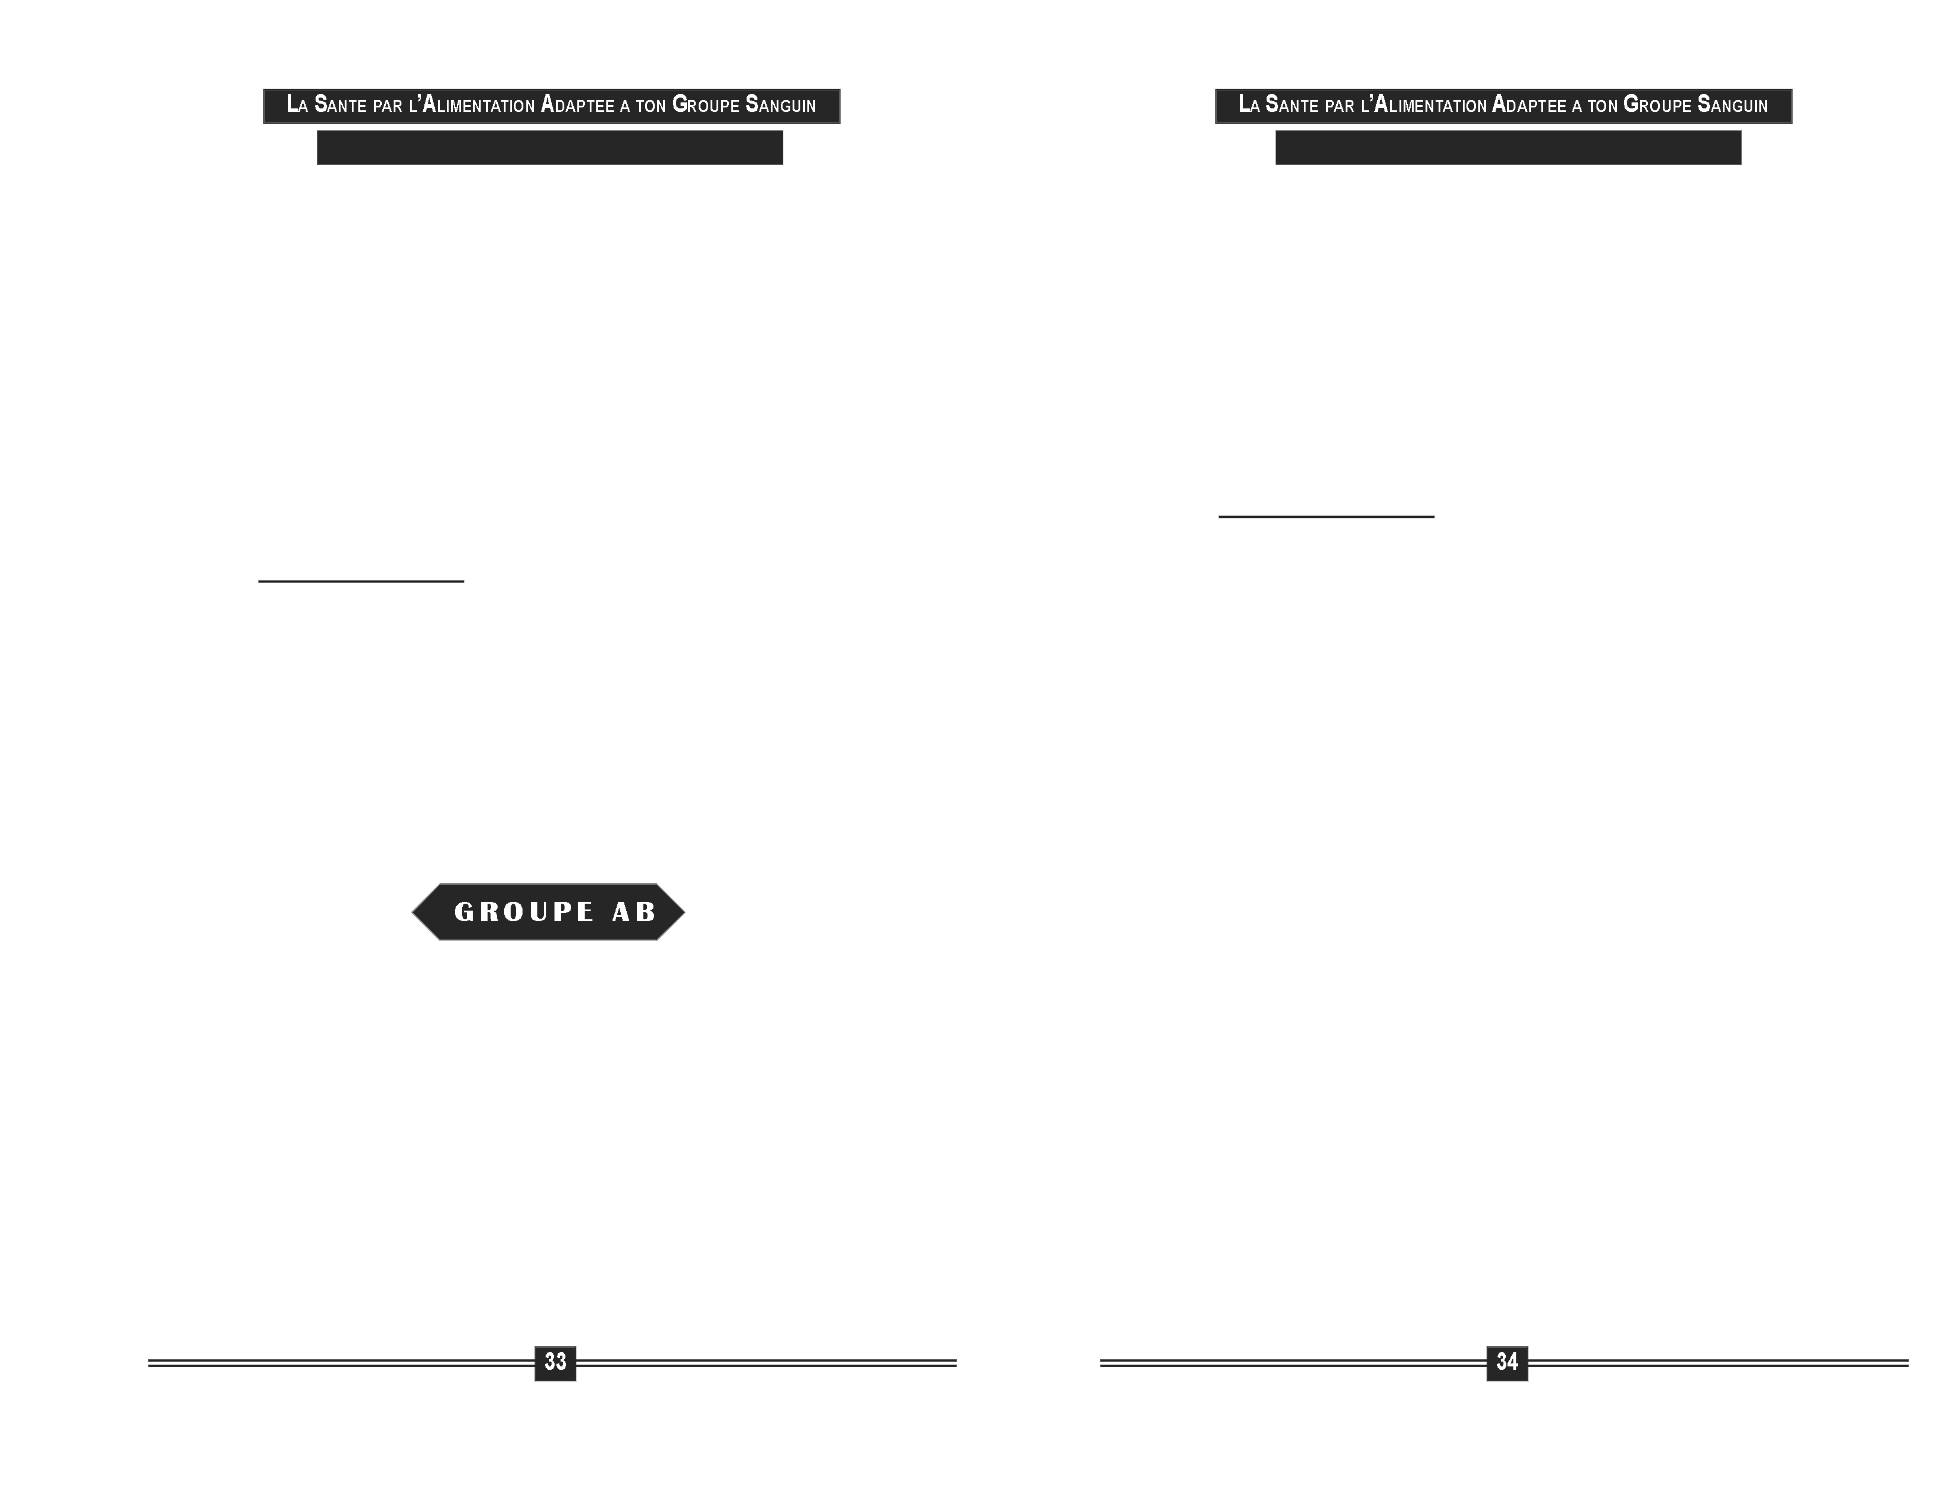 LA SANTE PAR L'ALIMENTATION ADAPTEE A TON GROUPE SANGUIN
GROUPE AB
33
LA SANTE PAR L'ALIMENTATION ADAPTEE A TON GROUPE SANGUIN
34